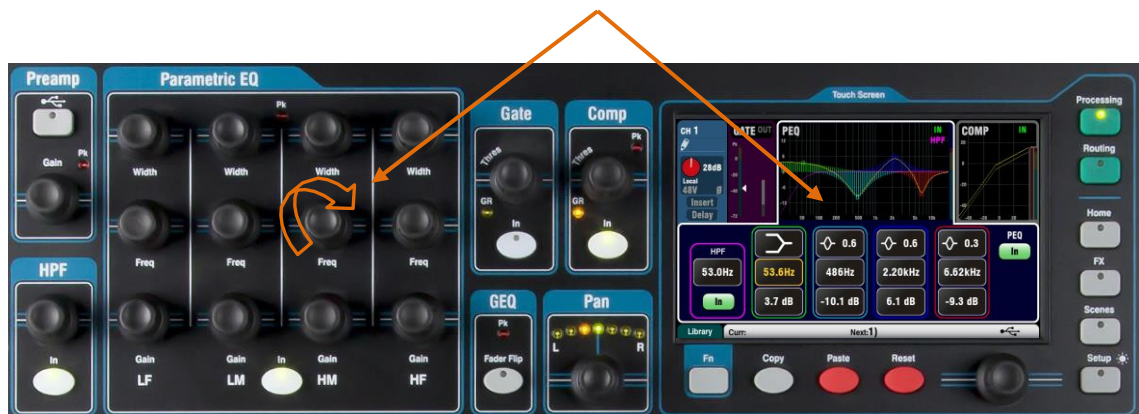 Touch Screen
Preamp
Gain
Pk
HPF
In
Parametric EQ
Pk
Width Width Width Width
Freq Freq Freq Freq
Gain Gain In Gain Gain
LF LM HM HF
Gate
Thres
GR
In
Comp
Pk
Thres
GR
In
GEQ
Pk
Fader Flip
Pan
L R
CH 1
28dB
Local
48V Ø
Insert
Delay
GATE OUT
PEQ IN
HPF
COMP IN
HPF
53.0Hz
In
53.6Hz
3.7 dB
0.6
486Hz
-10.1 dB
0.6
2.20kHz
6.1 dB
0.3
6.62kHz
-9.3 dB
PEQ
In
Library Curr: Next:1)
Fn Copy Paste Reset
Processing
Routing
Home
FX
Scenes
Setup